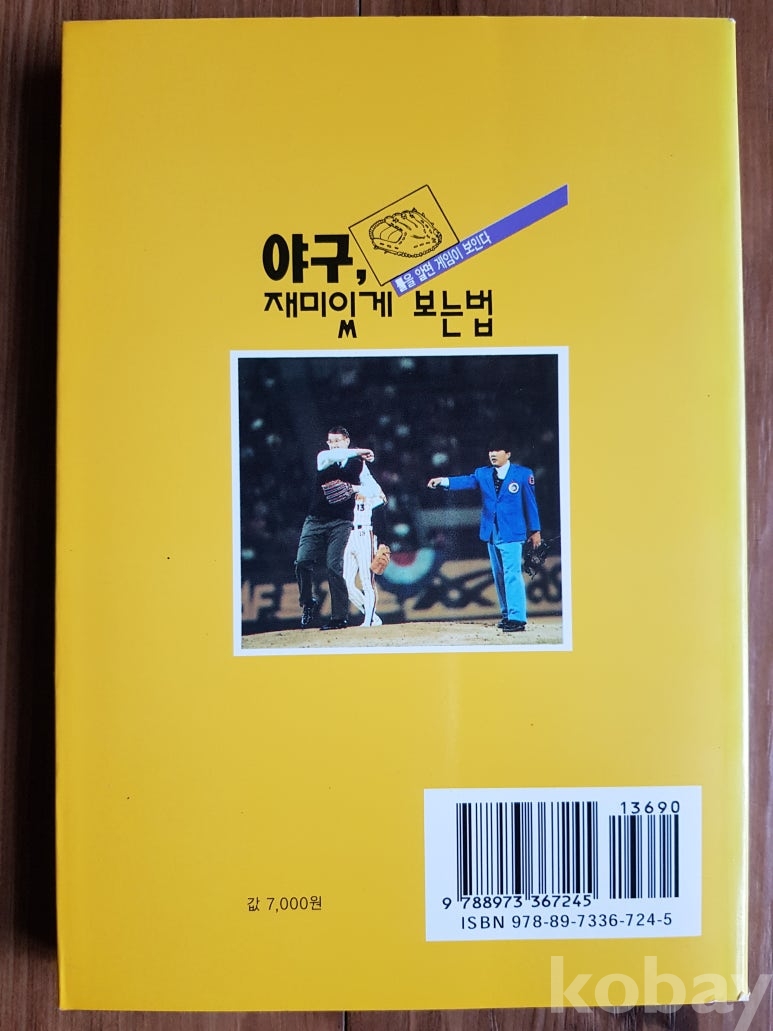 야구,
룰을 알면 게임이 보인다
재미있게 보는법
13
값 7,000원
13690
9 788973 367245
ISBN 978-89-7336-724-5
kobay